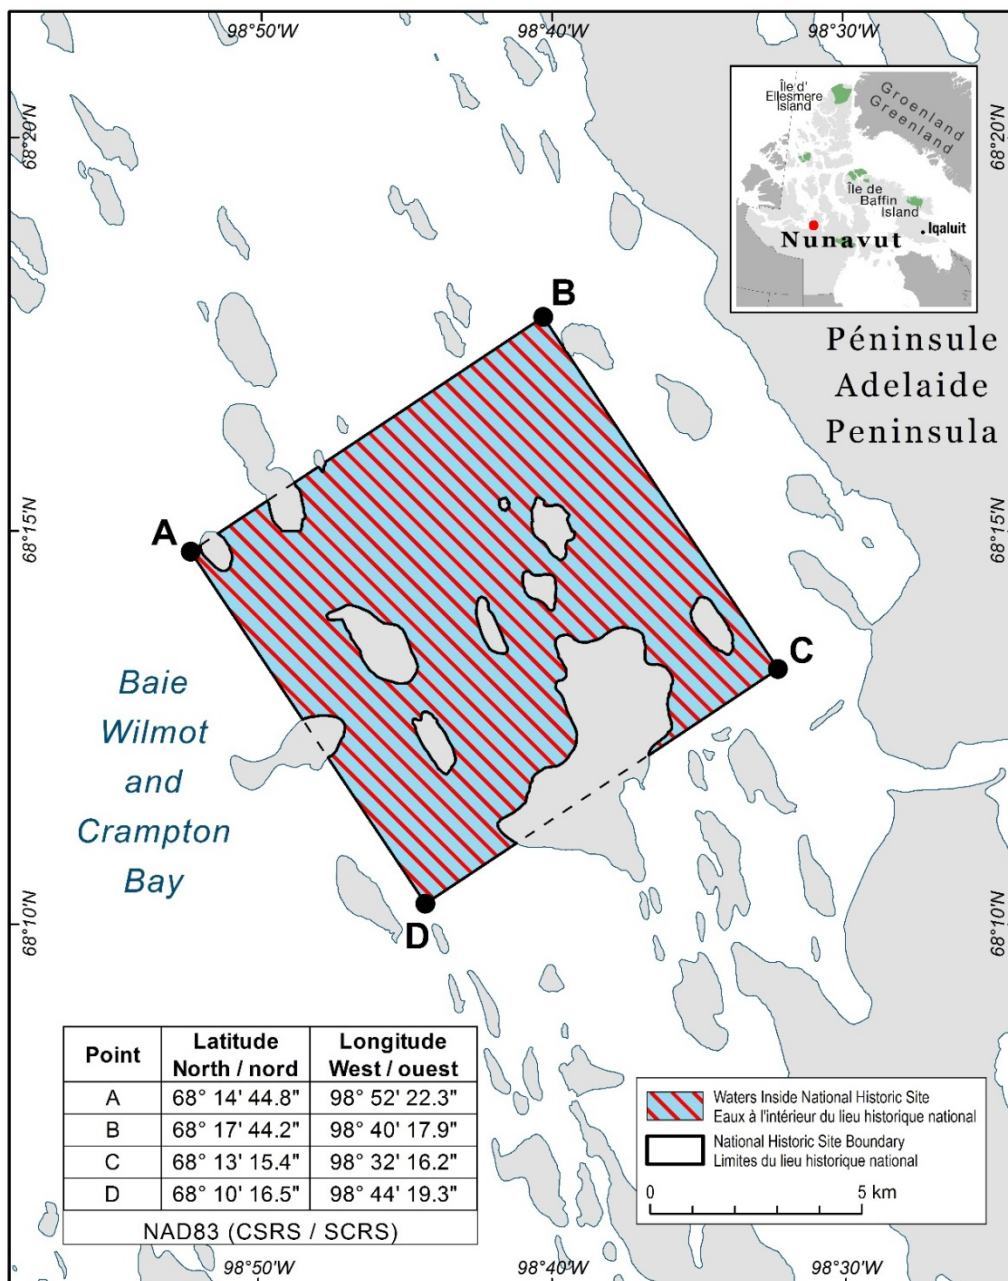 98°50'W
98°40'W
98°30'W
68°20'N
68°20'N
Île d'
Ellesmere
Island
Groenland
Greenland
Île de
Baffin
Island
Iqaluit
Nunavut
B
Péninsule
Adelaide
Peninsula
A
68°15'N
68°15'N
C
Baie
Wilmot
and
Crampton
Bay
D
68°10'N
68°10'N
Point Latitude North / nord Longitude West / ouest
A 68° 14' 44.8" 98° 52' 22.3"
B 68° 17' 44.2" 98° 40' 17.9"
C 68° 13' 15.4" 98° 32' 16.2"
D 68° 10' 16.5" 98° 44' 19.3"
NAD83 (CSRS / SCRS)
Waters Inside National Historic Site
Eaux à l'intérieur du lieu historique national
National Historic Site Boundary
Limites du lieu historique national
0 5 km
98°50'W
98°40'W
98°30'W